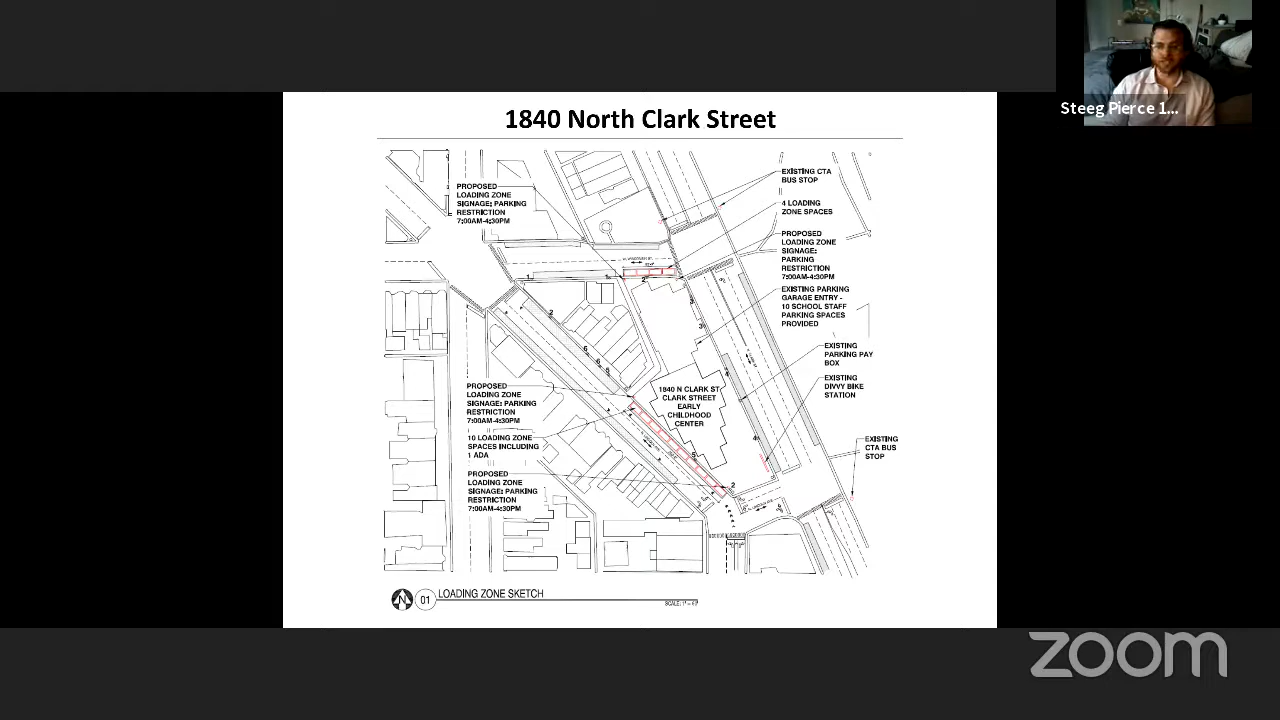 Steeg Pierce 1...
1840 North Clark Street
PROPOSED
LOADING ZONE
SIGNAGE; PARKING
RESTRICTION
7:00AM-4:30PM
EXISTING CTA
BUS STOP
4 LOADING
ZONE SPACES
PROPOSED
LOADING ZONE
SIGNAGE;
PARKING
RESTRICTION
7:00AM-4:30PM
EXISTING PARKING
GARAGE ENTRY -
10 SCHOOL STAFF
PARKING SPACES
PROVIDED
EXISTING
PARKING PAY
BOX
EXISTING
DIVVY BIKE
STATION
1840 N CLARK ST
CLARK STREET
EARLY
CHILDHOOD
CENTER
PROPOSED
LOADING ZONE
SIGNAGE; PARKING
RESTRICTION
7:00AM-4:30PM
10 LOADING ZONE
SPACES INCLUDING
1 ADA
PROPOSED
LOADING ZONE
SIGNAGE; PARKING
RESTRICTION
7:00AM-4:30PM
EXISTING
CTA BUS
STOP
N
01
LOADING ZONE SKETCH
zoom